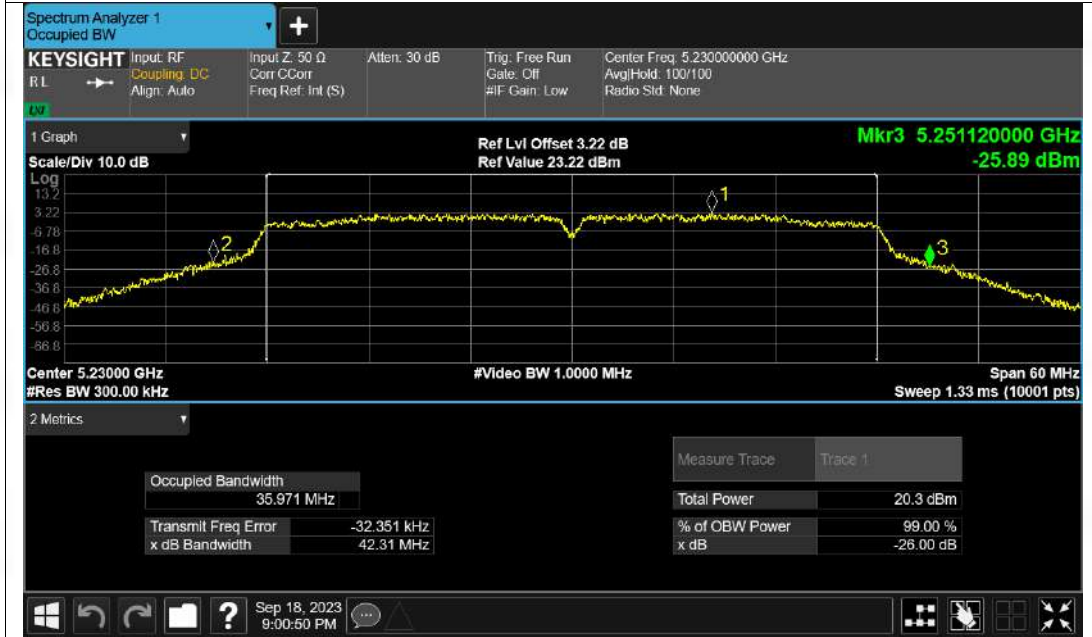 Spectrum Analyzer 1
Occupied BW
+
KEYSIGHT Input: RF Input Z: 50 Ω Atten: 30 dB Trig: Free Run Center Freq: 5.230000000 GHz
RL Coupling: DC Corr CCorr Gate: Off Avg|Hold: 100/100
Align: Auto Freq Ref: Int (S) #IF Gain: Low Radio Std: None
LXI
1 Graph Ref Lvl Offset 3.22 dB Mkr3 5.251120000 GHz
Scale/Div 10.0 dB Ref Value 23.22 dBm -25.89 dBm
Log
13.2
3.22
-6.78
-16.8
-26.8
-36.8
-46.8
-56.8
-66.8
1
2
3
Center 5.23000 GHz #Video BW 1.0000 MHz Span 60 MHz
#Res BW 300.00 kHz Sweep 1.33 ms (10001 pts)
2 Metrics
Measure Trace Trace 1
Occupied Bandwidth
35.971 MHz
Total Power 20.3 dBm
Transmit Freq Error -32.351 kHz % of OBW Power 99.00 %
x dB Bandwidth 42.31 MHz x dB -26.00 dB
? Sep 18, 2023
9:00:50 PM